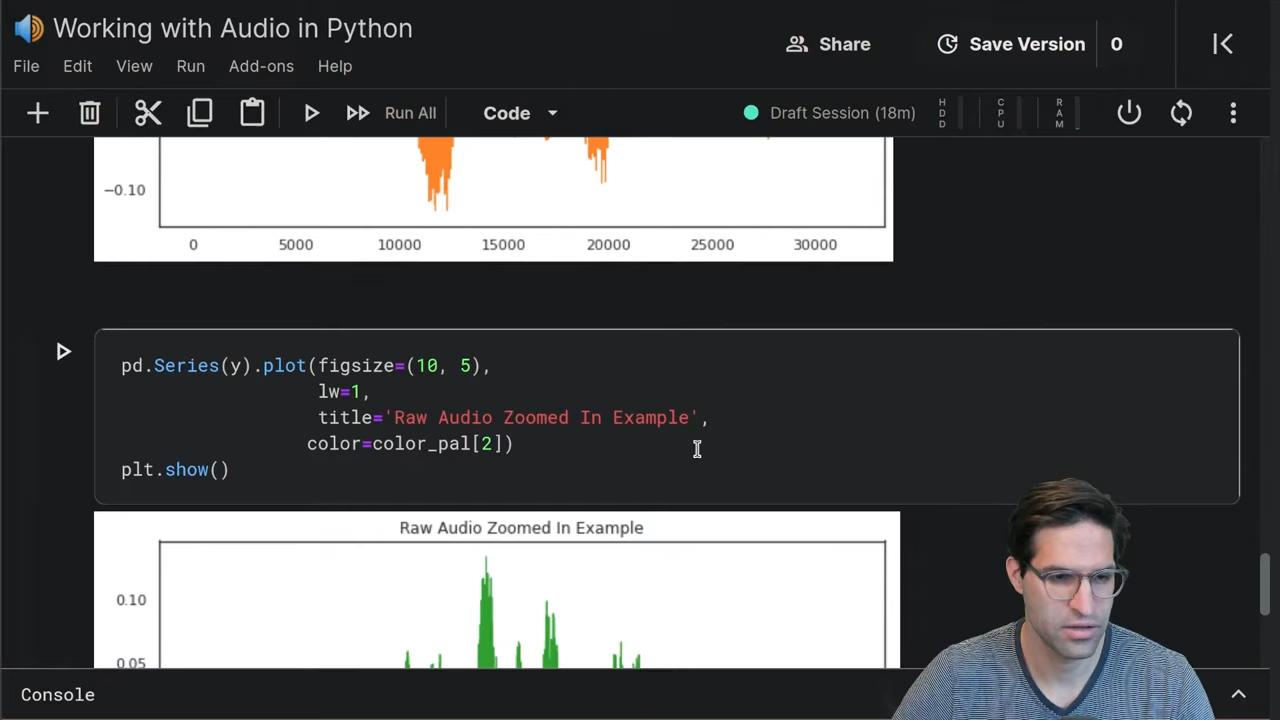 Working with Audio in Python
Share
Save Version
0
File Edit View Run Add-ons Help
Run All
Code
Draft Session (18m)
HDD
CPU
RAM
−0.10
0 5000 10000 15000 20000 25000 30000
pd.Series(y).plot(figsize=(10, 5),
lw=1,
title='Raw Audio Zoomed In Example',
color=color_pal[2])
plt.show()
Raw Audio Zoomed In Example
0.10
0.05
Console